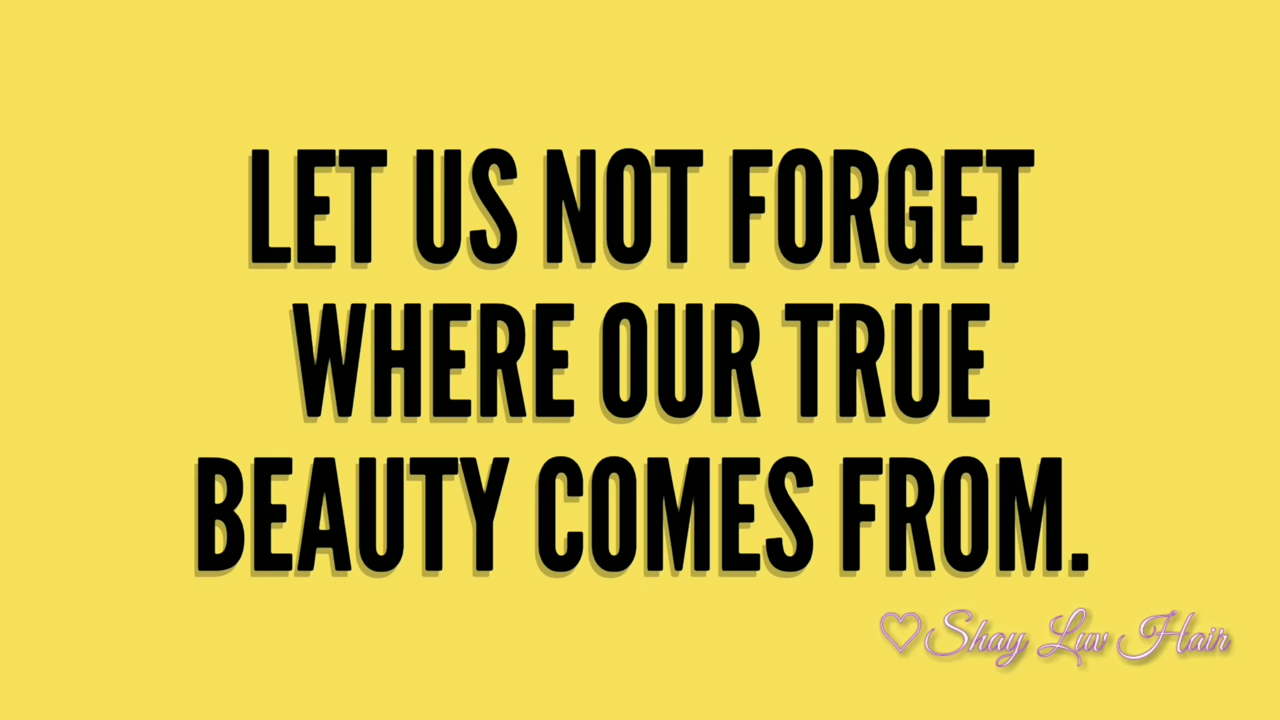 LET US NOT FORGET
WHERE OUR TRUE
BEAUTY COMES FROM.
♡Shay Luv Hair